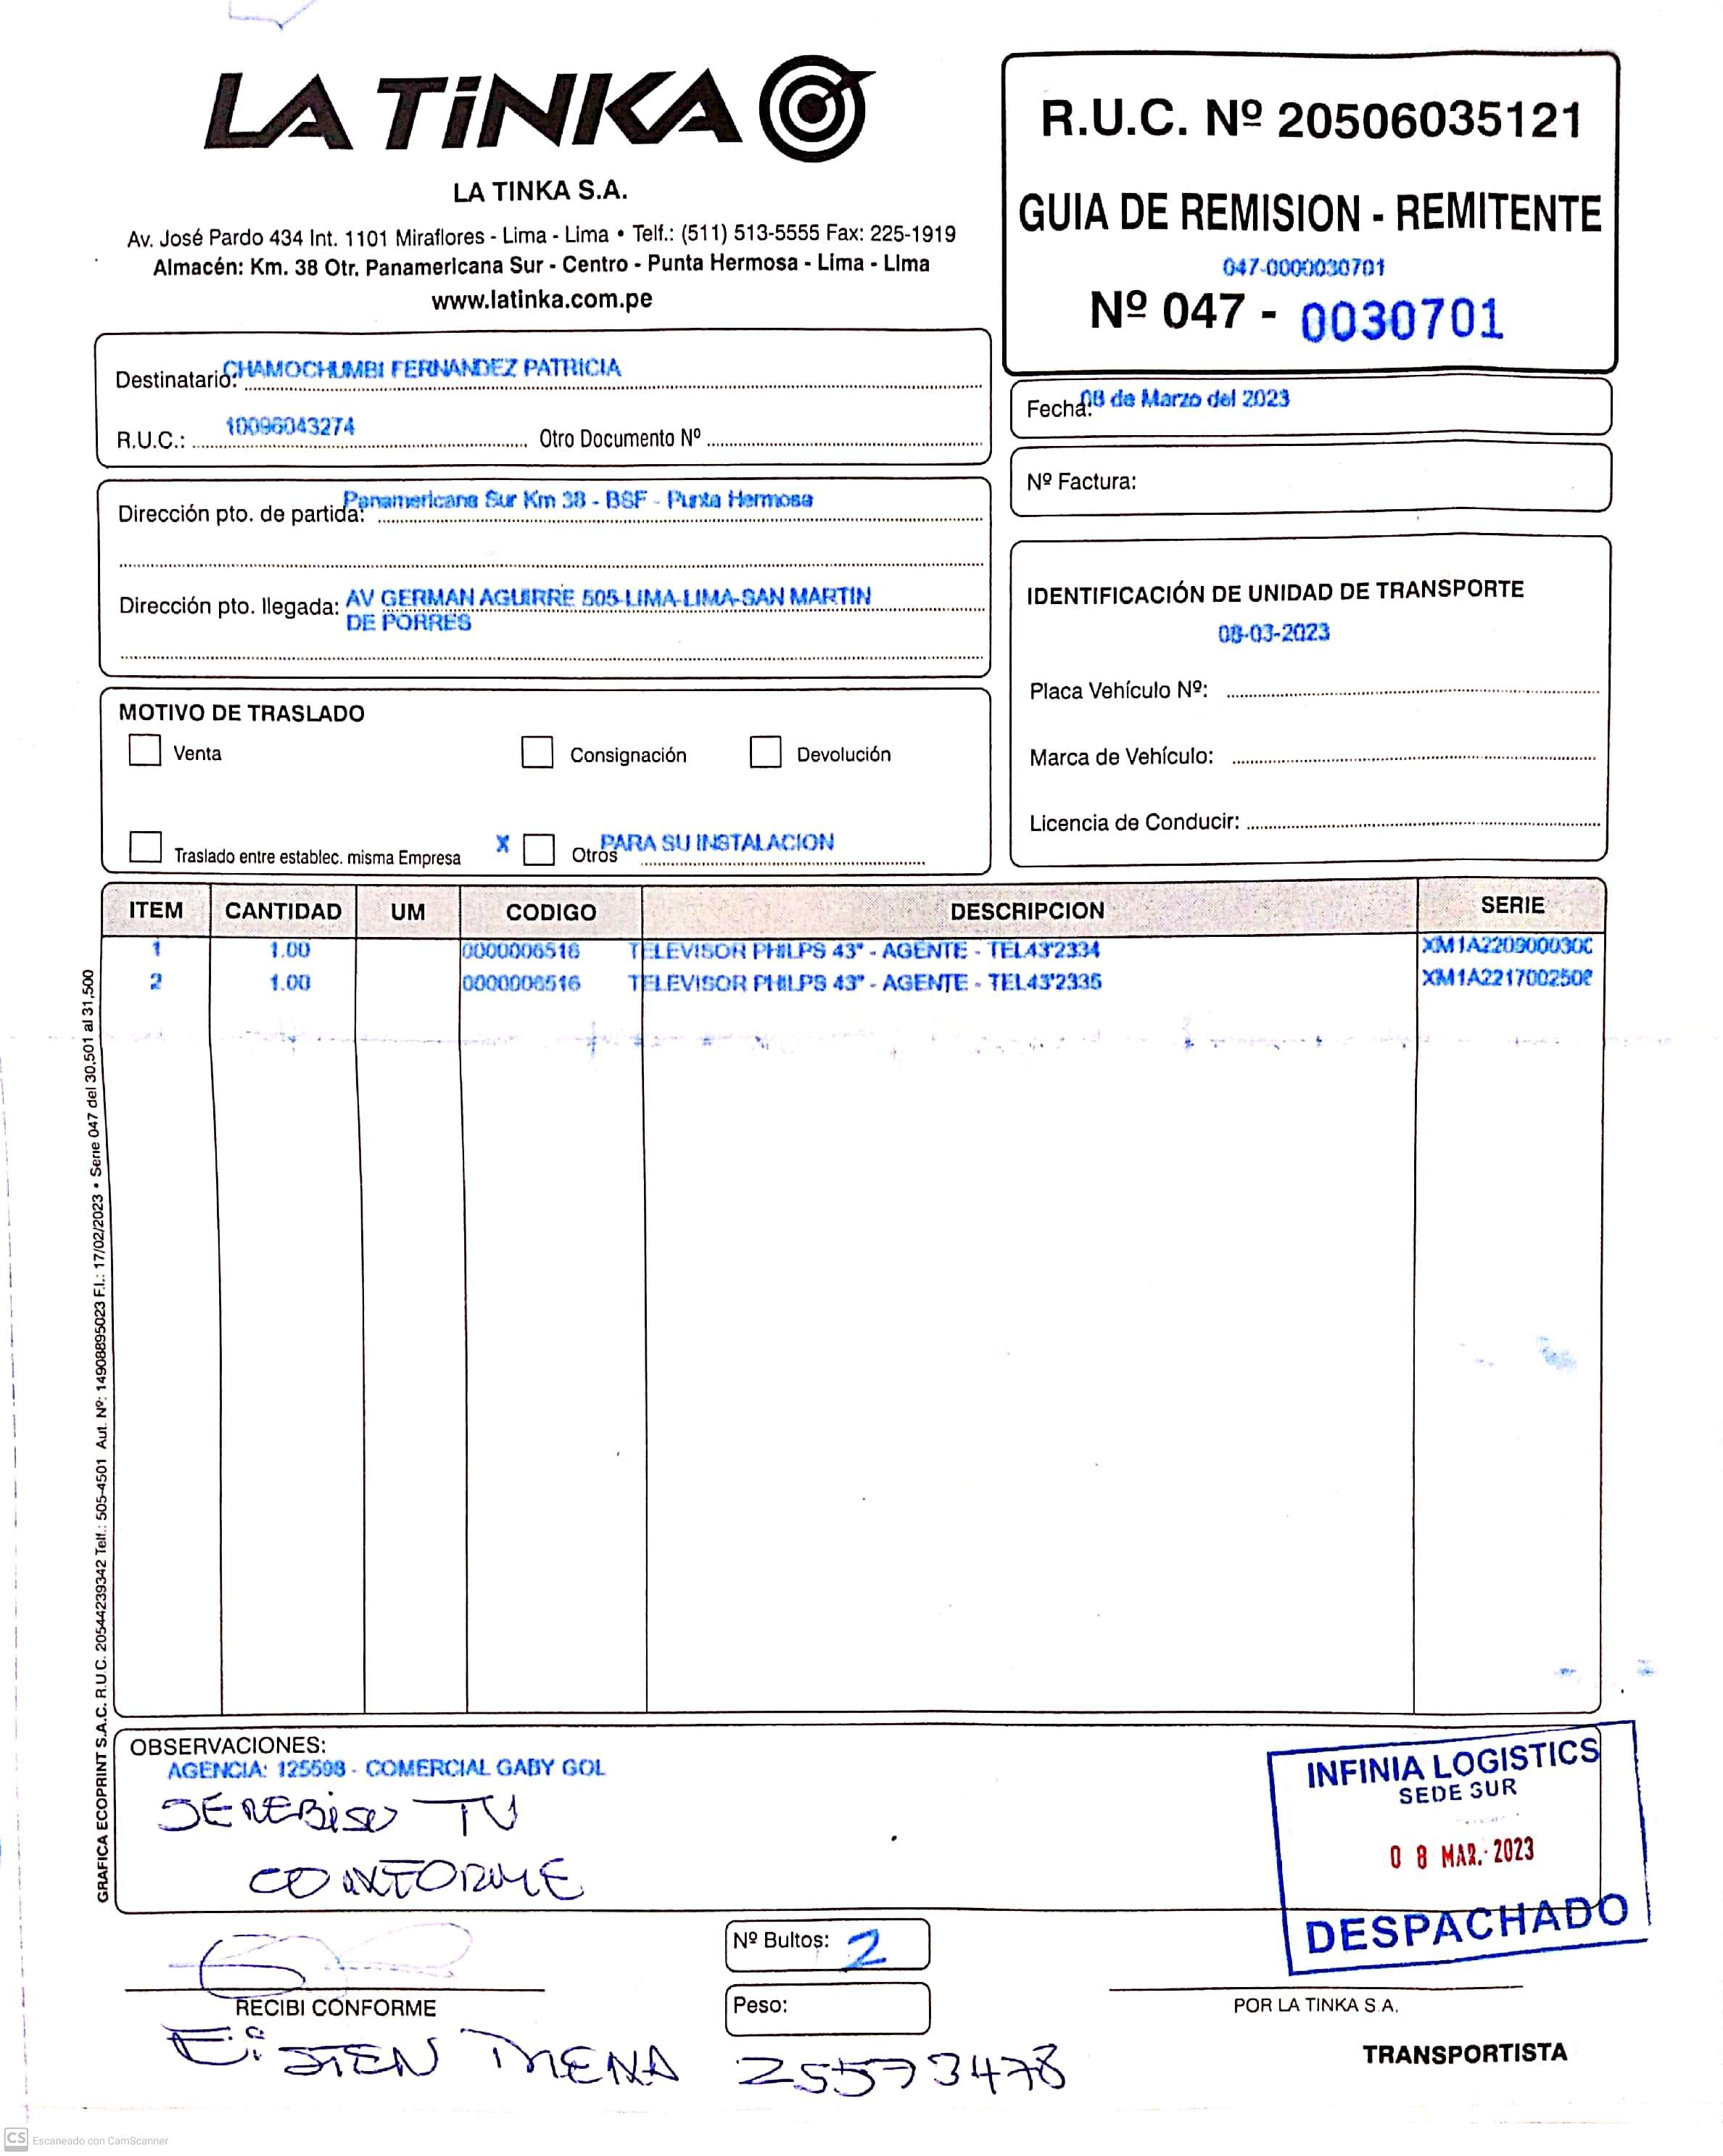 LA TiNKA
LA TINKA S.A.
Av. José Pardo 434 Int. 1101 Miraflores - Lima - Lima • Telf.: (511) 513-5555 Fax: 225-1919
Almacén: Km. 38 Otr. Panamericana Sur - Centro - Punta Hermosa - Lima - Lima
www.latinka.com.pe
R.U.C. Nº 20506035121
GUIA DE REMISION - REMITENTE
047-0000030701
Nº 047 - 0030701
Destinatario: CHAMOCHUMBI FERNANDEZ PATRICIA
R.U.C.: 10096043274 Otro Documento Nº
Fecha: 08 de Marzo del 2023
Nº Factura:
Dirección pto. de partida: Panamericana Sur Km 38 - BSF - Punta Hermosa
Dirección pto. llegada: AV GERMAN AGUIRRE 505-LIMA-LIMA-SAN MARTIN
DE PORRES
IDENTIFICACIÓN DE UNIDAD DE TRANSPORTE
08-03-2023
Placa Vehículo Nº:
Marca de Vehículo:
Licencia de Conducir:
MOTIVO DE TRASLADO
Venta Consignación Devolución
Traslado entre establec. misma Empresa X Otros PARA SU INSTALACION
ITEM CANTIDAD UM CODIGO DESCRIPCION SERIE
1 1.00 0000006516 TELEVISOR PHILPS 43" - AGENTE - TEL43'2334 XM1A220900030C
2 1.00 0000006516 TELEVISOR PHILPS 43" - AGENTE - TEL43'2335
GRAFICA ECOPRINT S.A.C. R.U.C. 20544239342 Telf.: 505-4501 Aut. Nº: 14908895023 F.I.: 17/02/2023 • Serie 047 del 30,501 al 31,500
OBSERVACIONES:
AGENCIA: 125598 - COMERCIAL GABY GOL
SEREBISO TV
CONFORME
INFINIA LOGISTICS
SEDE SUR
08 MAR. 2023
DESPACHADO
Nº Bultos: 2
Peso:
RECIBI CONFORME
POR LA TINKA S.A.
TRANSPORTISTA
EiSTEN MENA 25573478
CS Escaneado con CamScanner